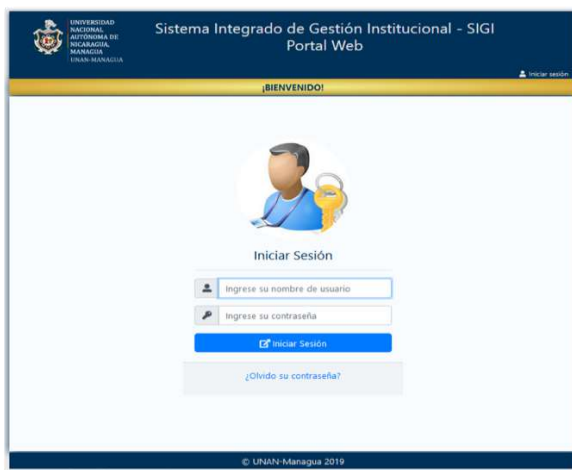 UNIVERSIDAD
NACIONAL
AUTÓNOMA DE
NICARAGUA,
MANAGUA
UNAN-MANAGUA
Sistema Integrado de Gestión Institucional - SIGI
Portal Web
Iniciar sesión
¡BIENVENIDO!
Iniciar Sesión
Ingrese su nombre de usuario
Ingrese su contraseña
Iniciar Sesión
¿Olvido su contraseña?
© UNAN-Managua 2019